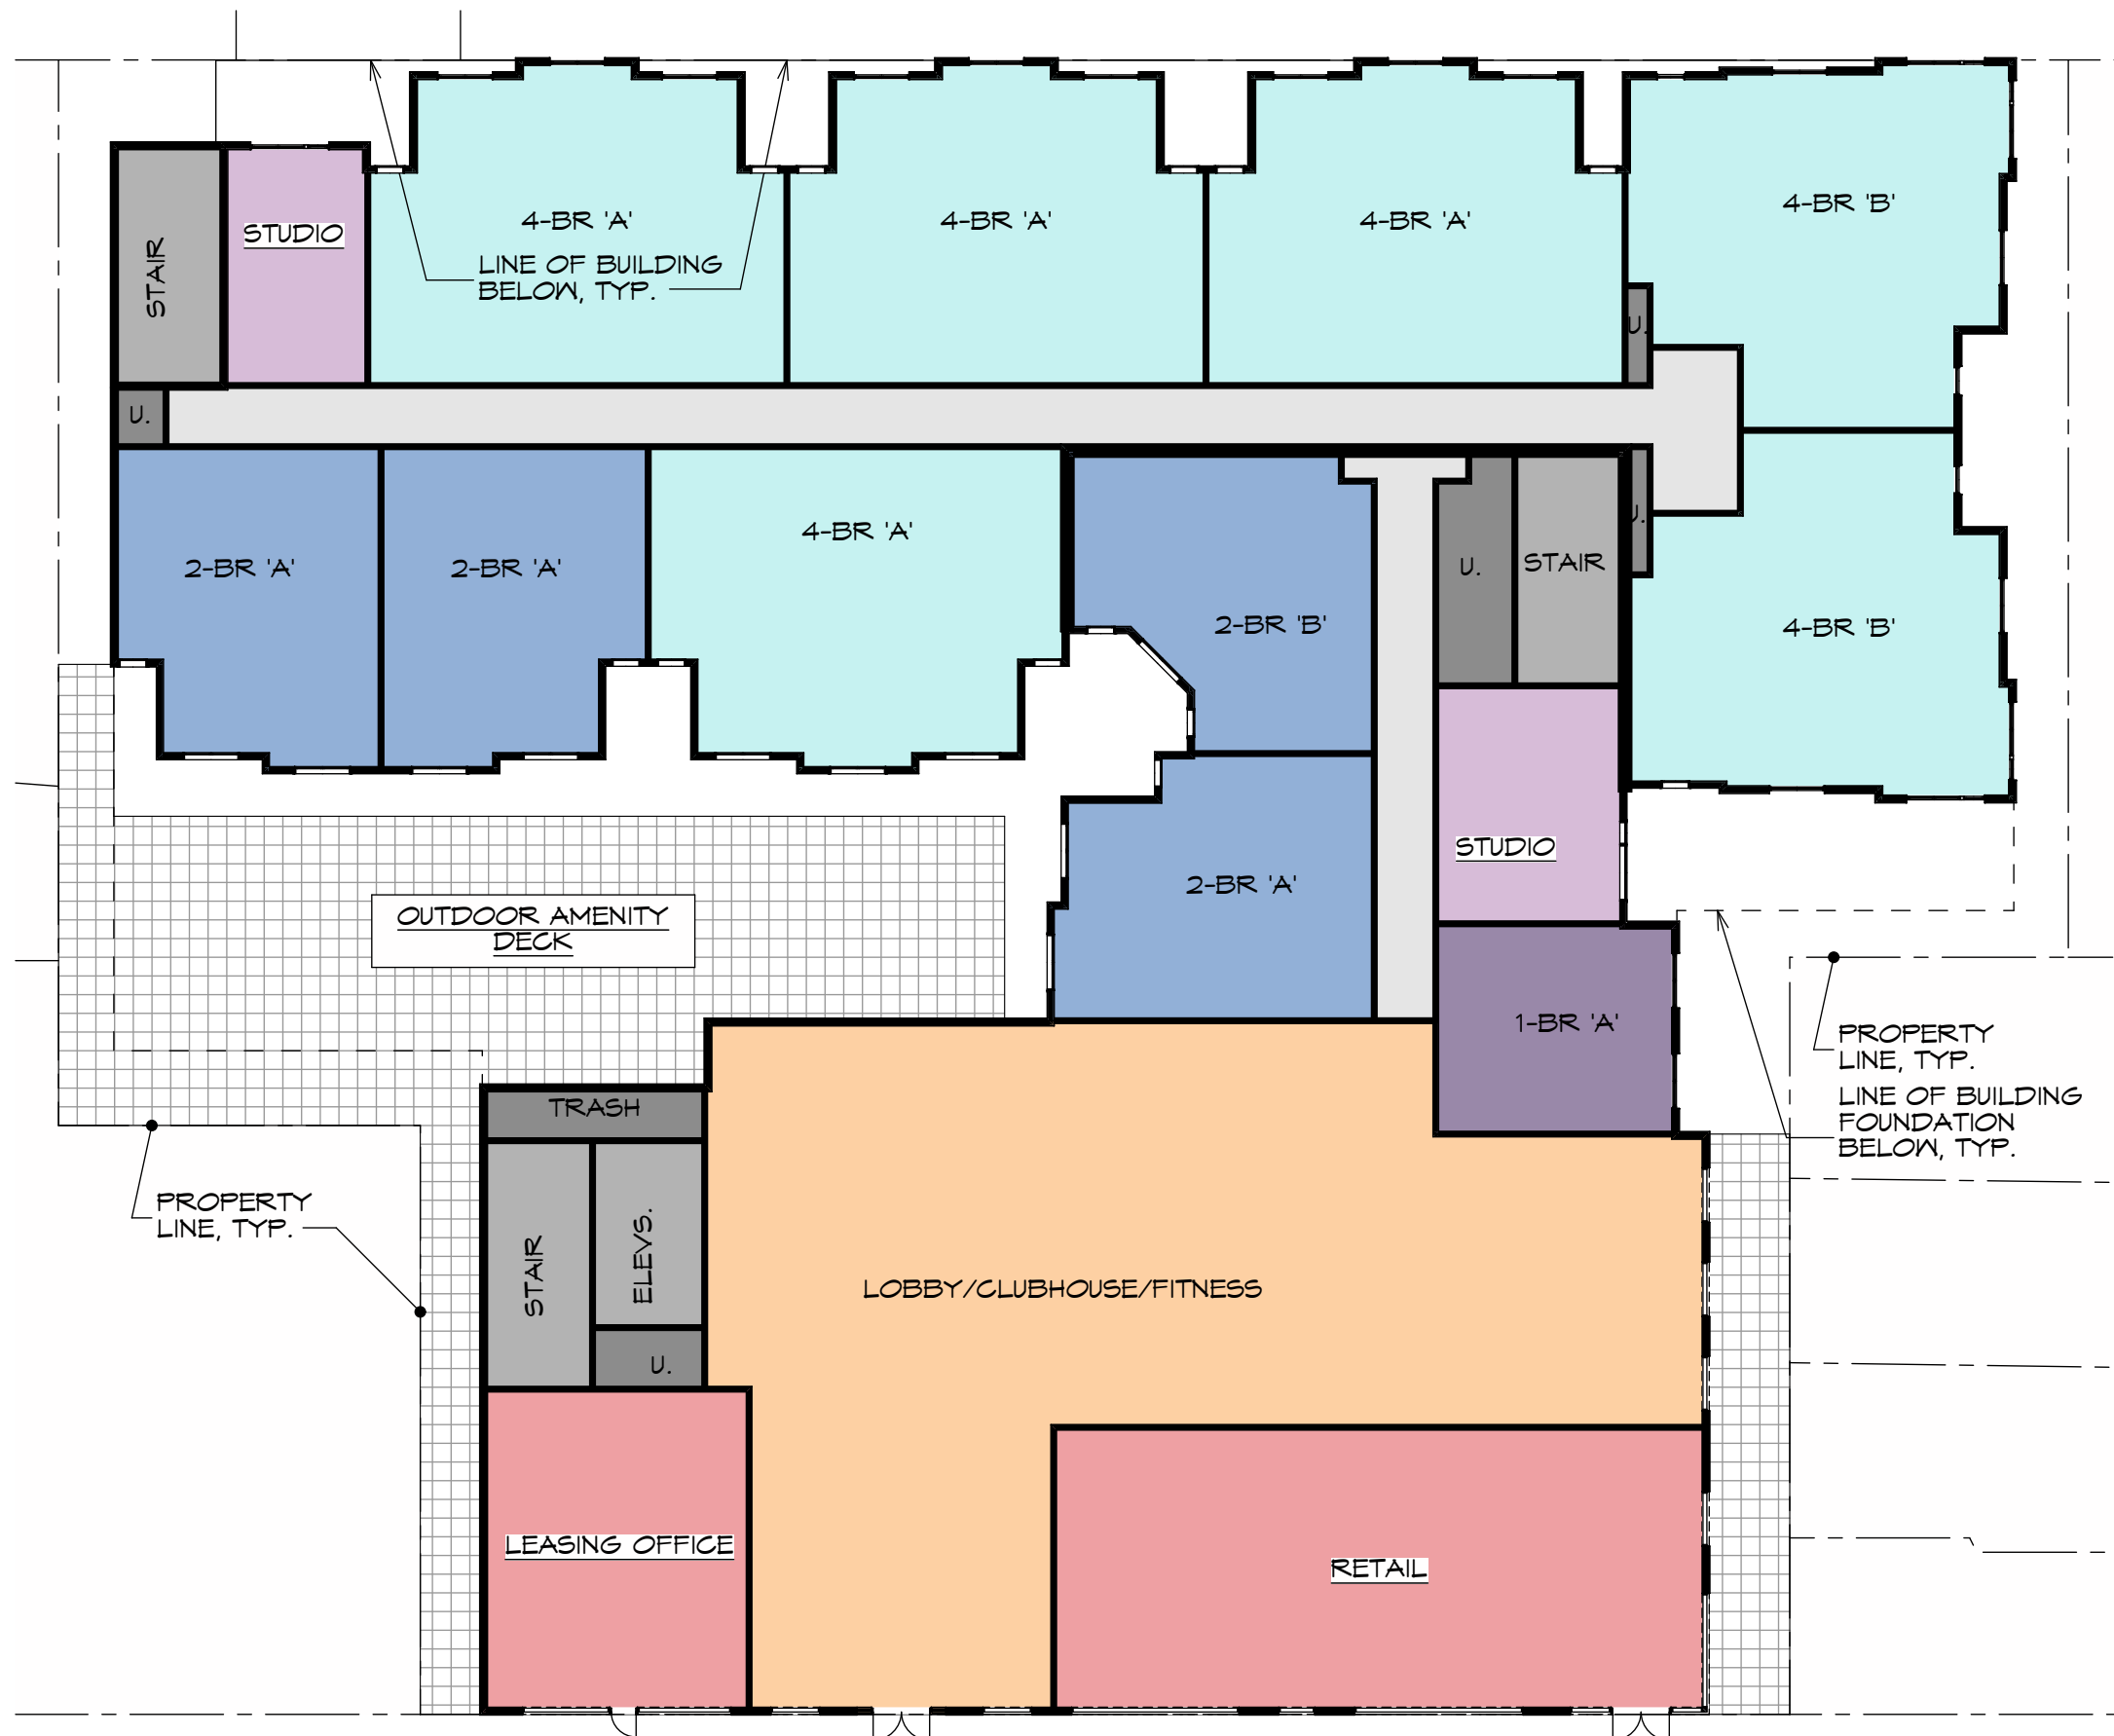 4-BR 'A'
4-BR 'A'
4-BR 'A'
4-BR 'B'
STUDIO
STAIR
LINE OF BUILDING
BELOW, TYP.
U.
U.
U.
2-BR 'A'
2-BR 'A'
4-BR 'A'
2-BR 'B'
U.
STAIR
4-BR 'B'
STUDIO
2-BR 'A'
OUTDOOR AMENITY
DECK
1-BR 'A'
PROPERTY
LINE, TYP.
LINE OF BUILDING
FOUNDATION
BELOW, TYP.
TRASH
PROPERTY
LINE, TYP.
STAIR
ELEVS.
LOBBY/CLUBHOUSE/FITNESS
U.
LEASING OFFICE
RETAIL